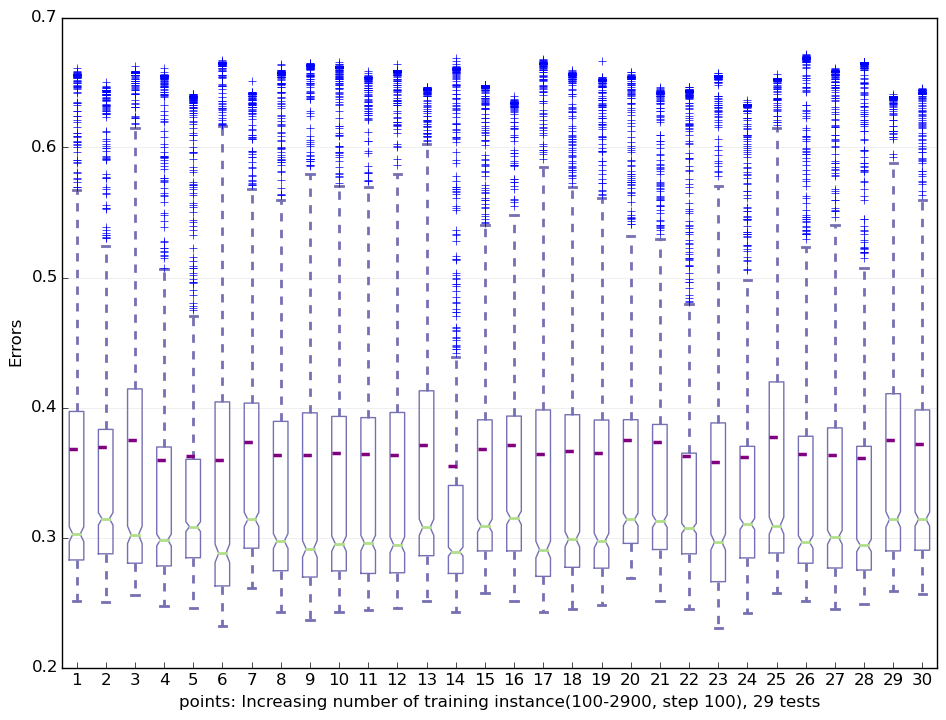 0.7
0.6
0.5
0.4
0.3
0.2
Errors
1 2 3 4 5 6 7 8 9 10 11 12 13 14 15 16 17 18 19 20 21 22 23 24 25 26 27 28 29 30
points: Increasing number of training instance(100-2900, step 100), 29 tests